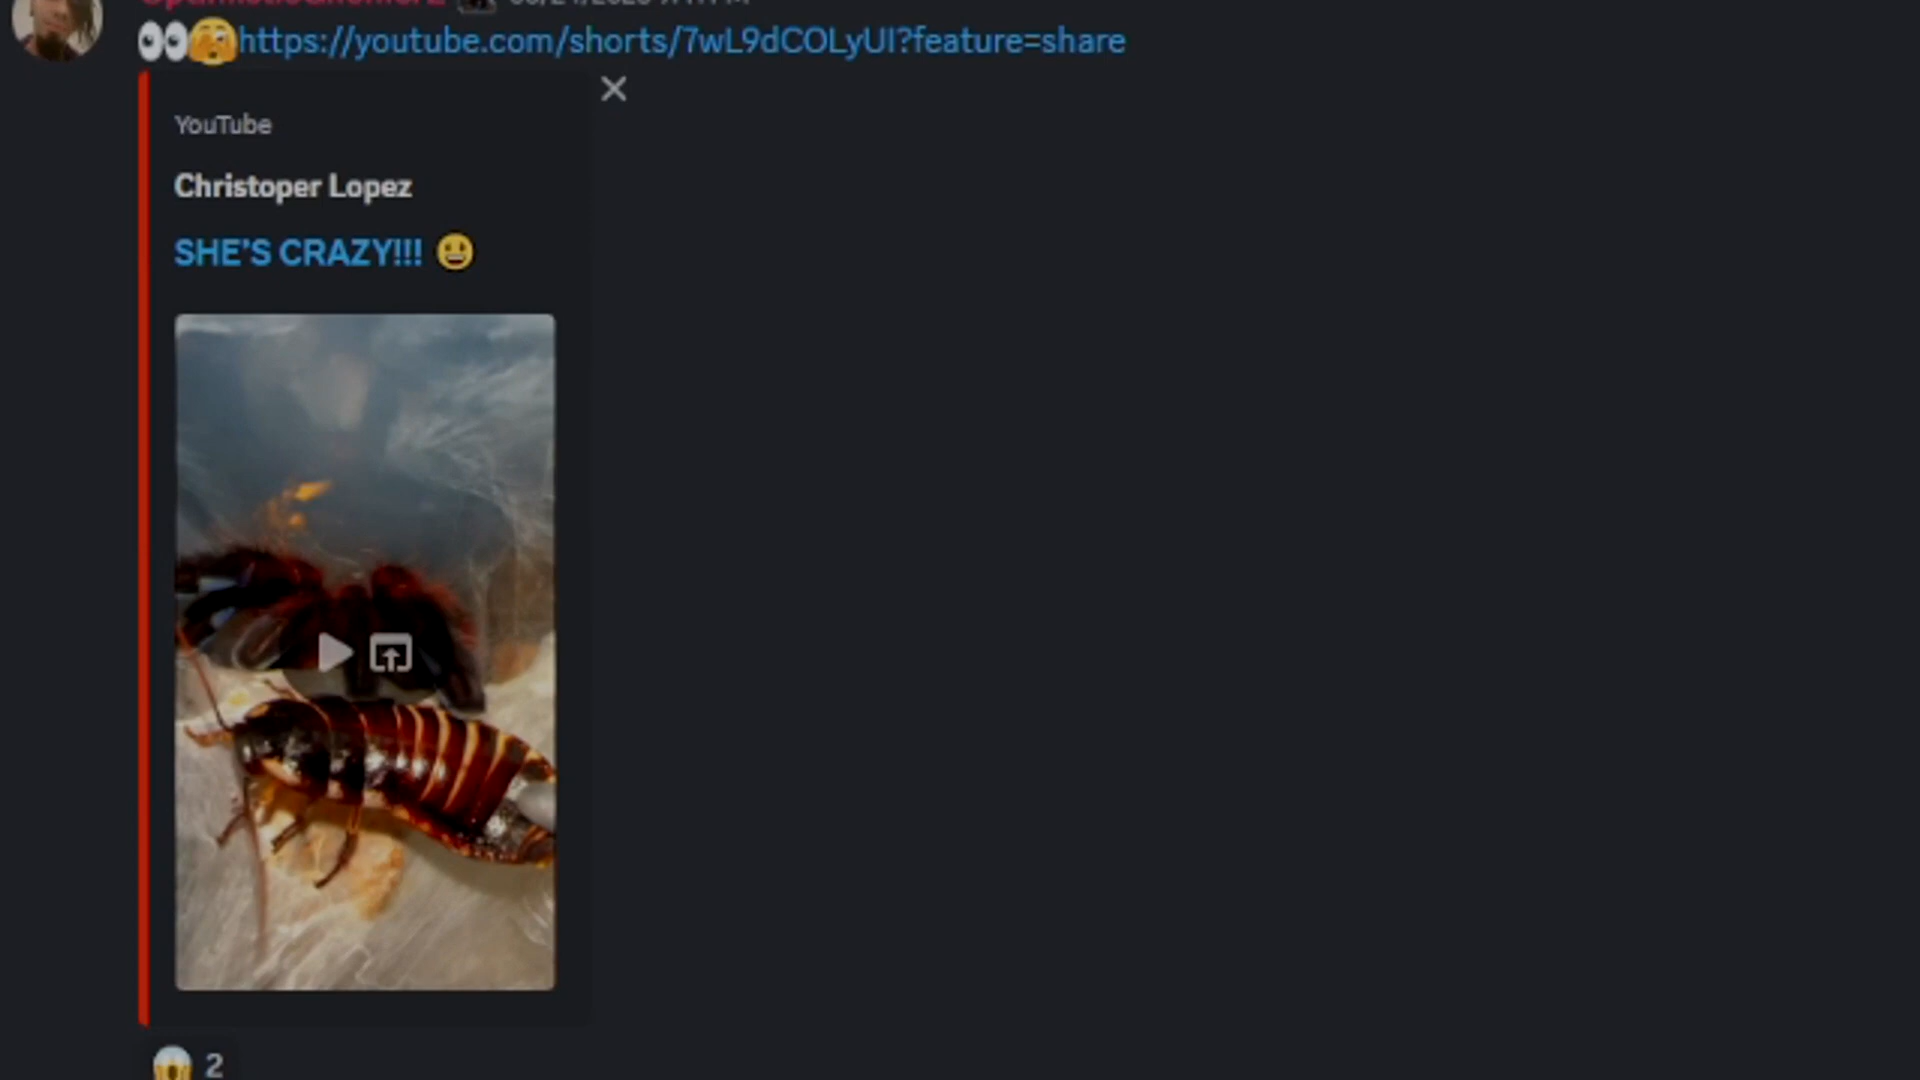 https://youtube.com/shorts/7wL9dCOLyUI?feature=share
YouTube
Christoper Lopez
SHE'S CRAZY!!!
2